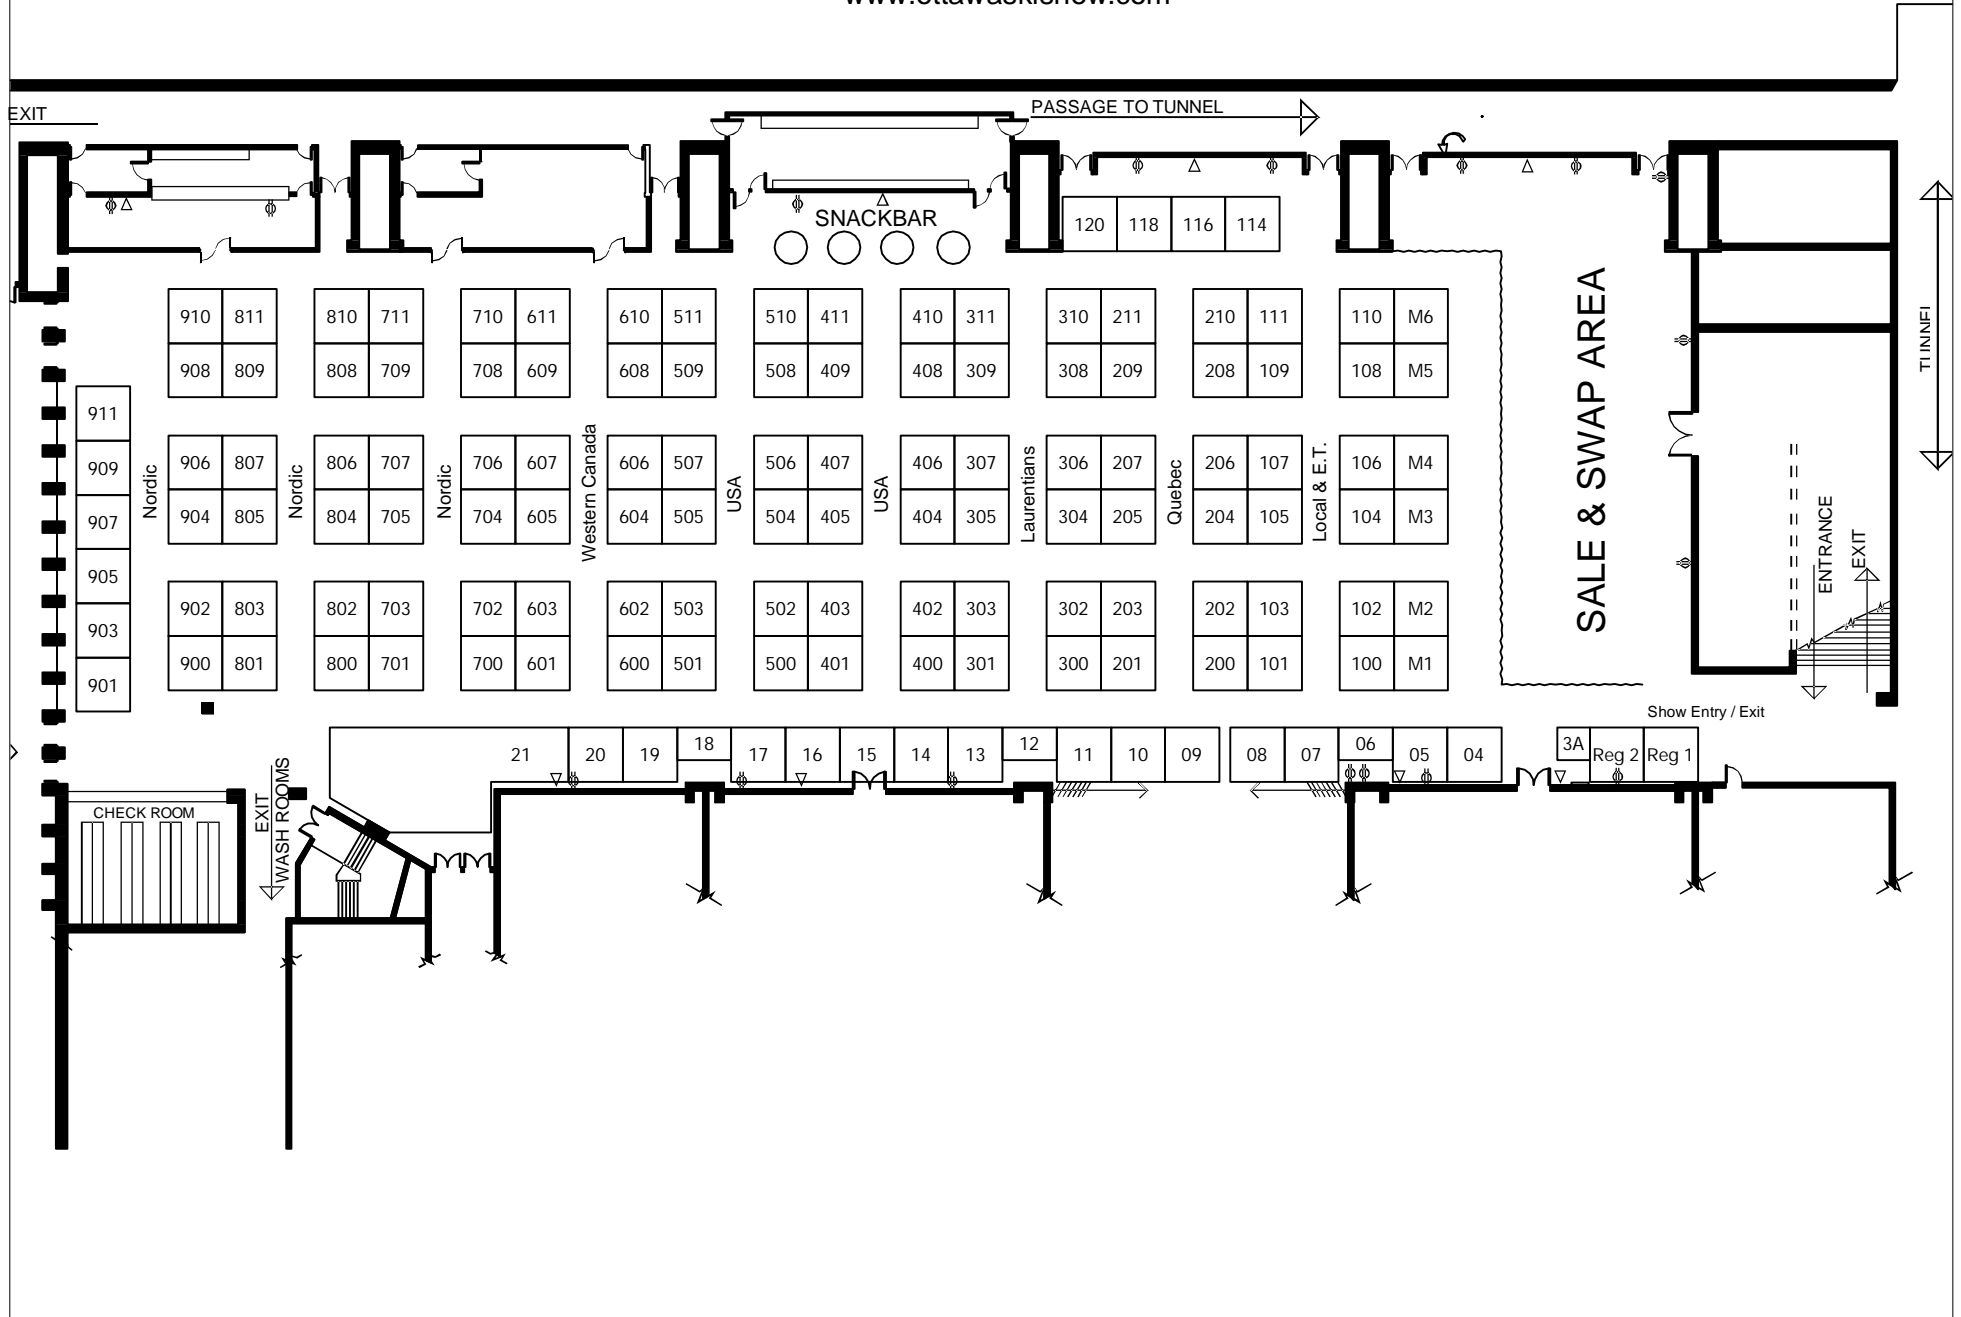 EXIT
PASSAGE TO TUNNEL
SNACKBAR
120 118 116 114
910 811 810 711 710 611 610 511 510 411 410 311 310 211 210 111 110 M6
908 809 808 709 708 609 608 509 508 409 408 309 308 209 208 109 108 M5
911
909
907
905
903
901
906 807 806 707 706 607 606 507 506 407 406 307 306 207 206 107 106 M4
904 805 804 705 704 605 604 505 504 405 404 305 304 205 204 105 104 M3
Nordic
Nordic
Nordic
Western Canada
USA
USA
Laurentians
Quebec
Local & E.T.
SALE & SWAP AREA
ENTRANCE
EXIT
902 803 802 703 702 603 602 503 502 403 402 303 302 203 202 103 102 M2
900 801 800 701 700 601 600 501 500 401 400 301 300 201 200 101 100 M1
Show Entry / Exit
21 20 19 18 17 16 15 14 13 12 11 10 09 08 07 06 05 04 3A Reg 2 Reg 1
CHECK ROOM
EXIT
WASH ROOMS